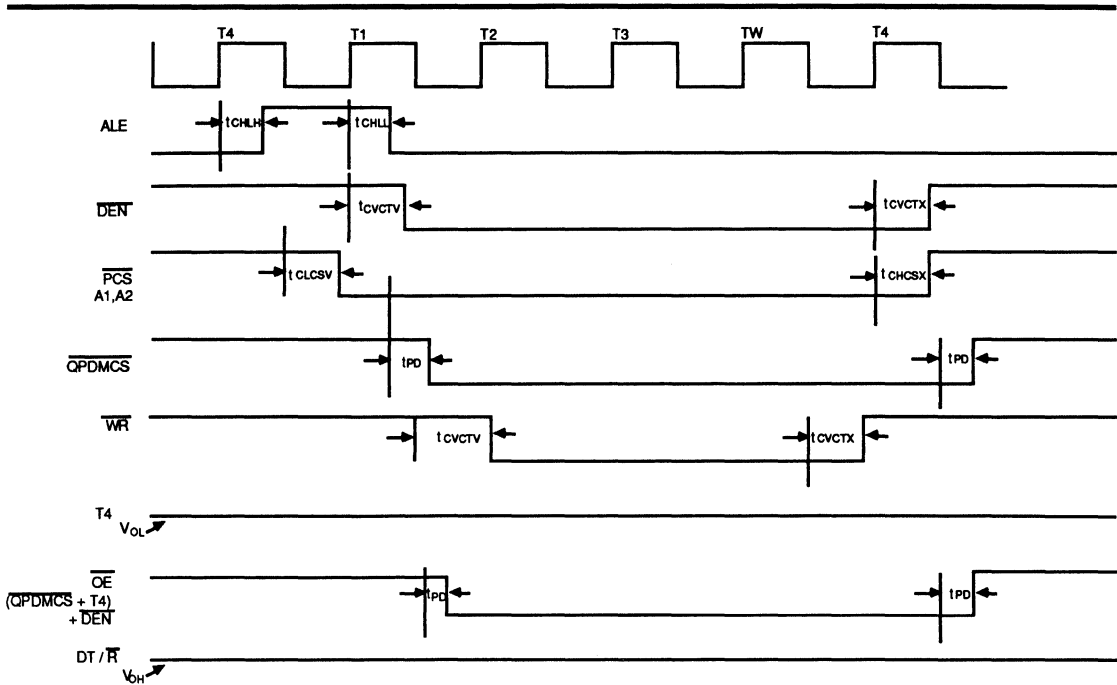 T4 T1 T2 T3 TW T4
ALE tCHLH tCHLL
DEN tCVCTV tCVCTX
PCS tCLCSV tCHCSX
A1,A2
QPDMCS tPD tPD
WR tCVCTV tCVCTX
T4
VOL
OE
(QPDMCS + T4) tPD tPD
+ DEN
DT / R
VOH